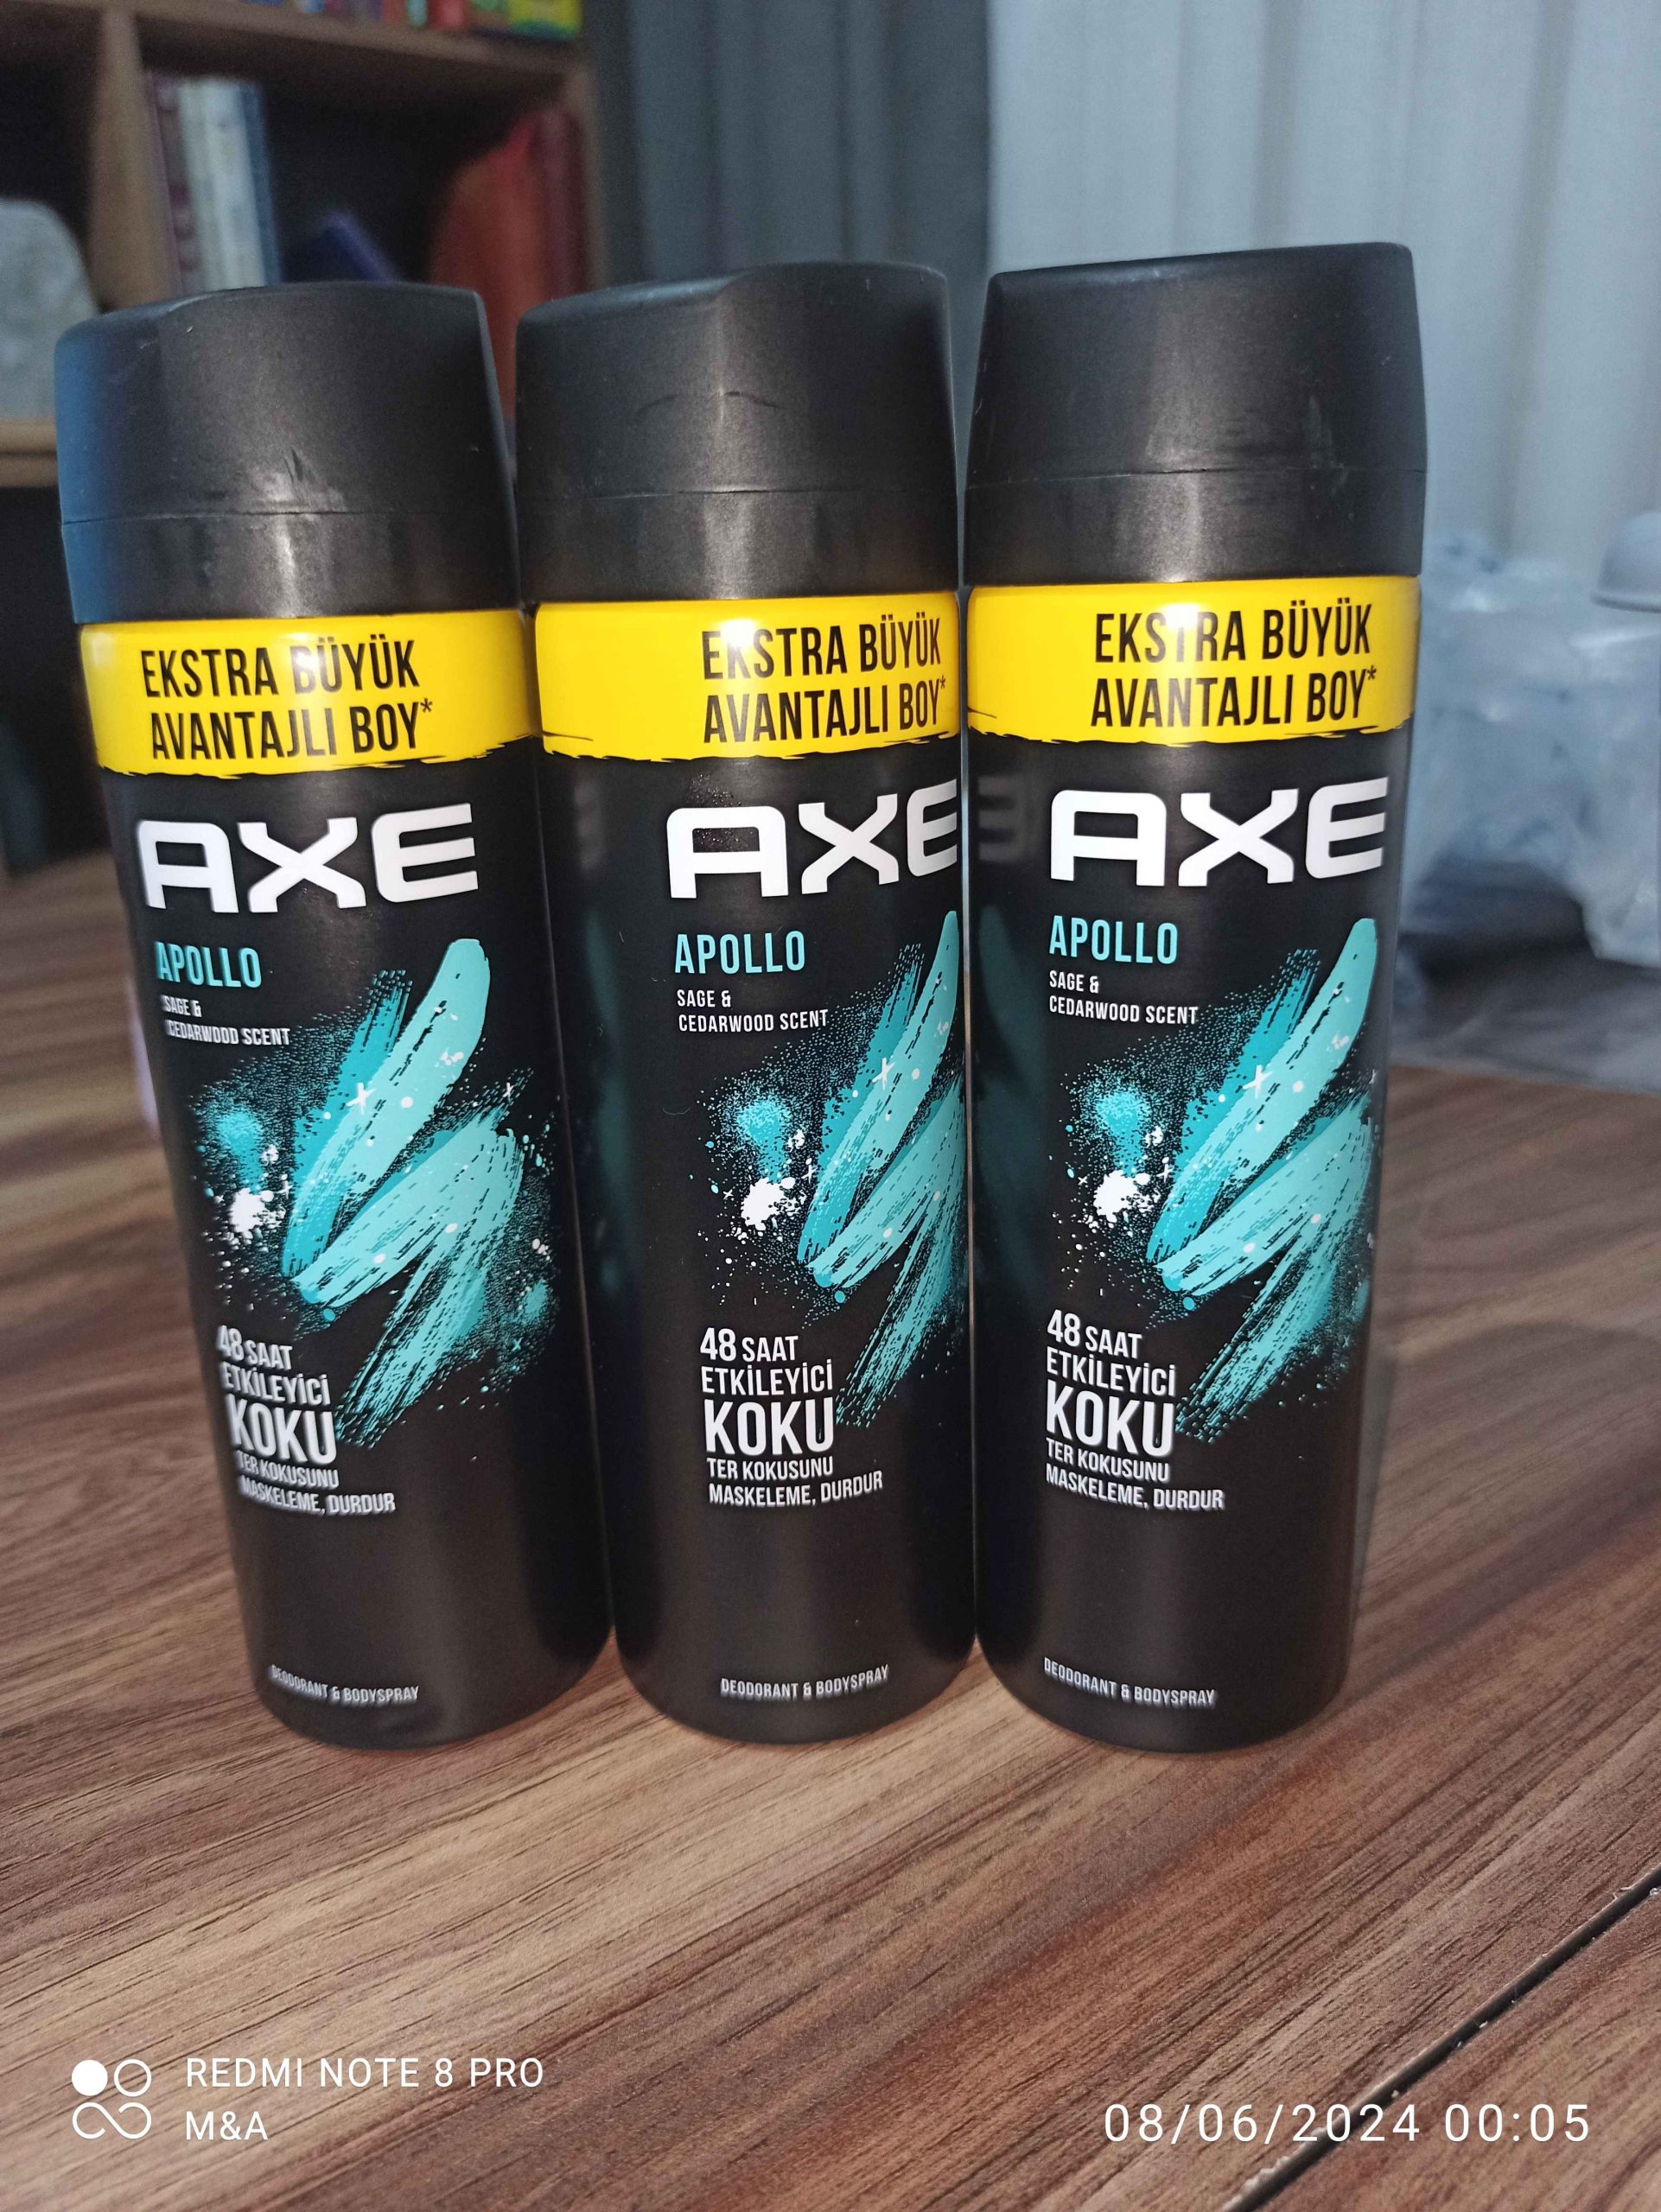 EKSTRA BÜYÜK
AVANTAJLI BOY*
AXE
APOLLO
SAGE &
CEDARWOOD SCENT
48 SAAT
ETKİLEYİCİ
KOKU
TER KOKUSUNU
MASKELEME, DURDUR
DEODORANT & BODYSPRAY
EKSTRA BÜYÜK
AVANTAJLI BOY*
AXE
APOLLO
SAGE &
CEDARWOOD SCENT
48 SAAT
ETKİLEYİCİ
KOKU
TER KOKUSUNU
MASKELEME, DURDUR
DEODORANT & BODYSPRAY
EKSTRA BÜYÜK
AVANTAJLI BOY*
AXE
APOLLO
SAGE &
CEDARWOOD SCENT
48 SAAT
ETKİLEYİCİ
KOKU
TER KOKUSUNU
MASKELEME, DURDUR
DEODORANT & BODYSPRAY
REDMI NOTE 8 PRO
M&A
08/06/2024 00:05